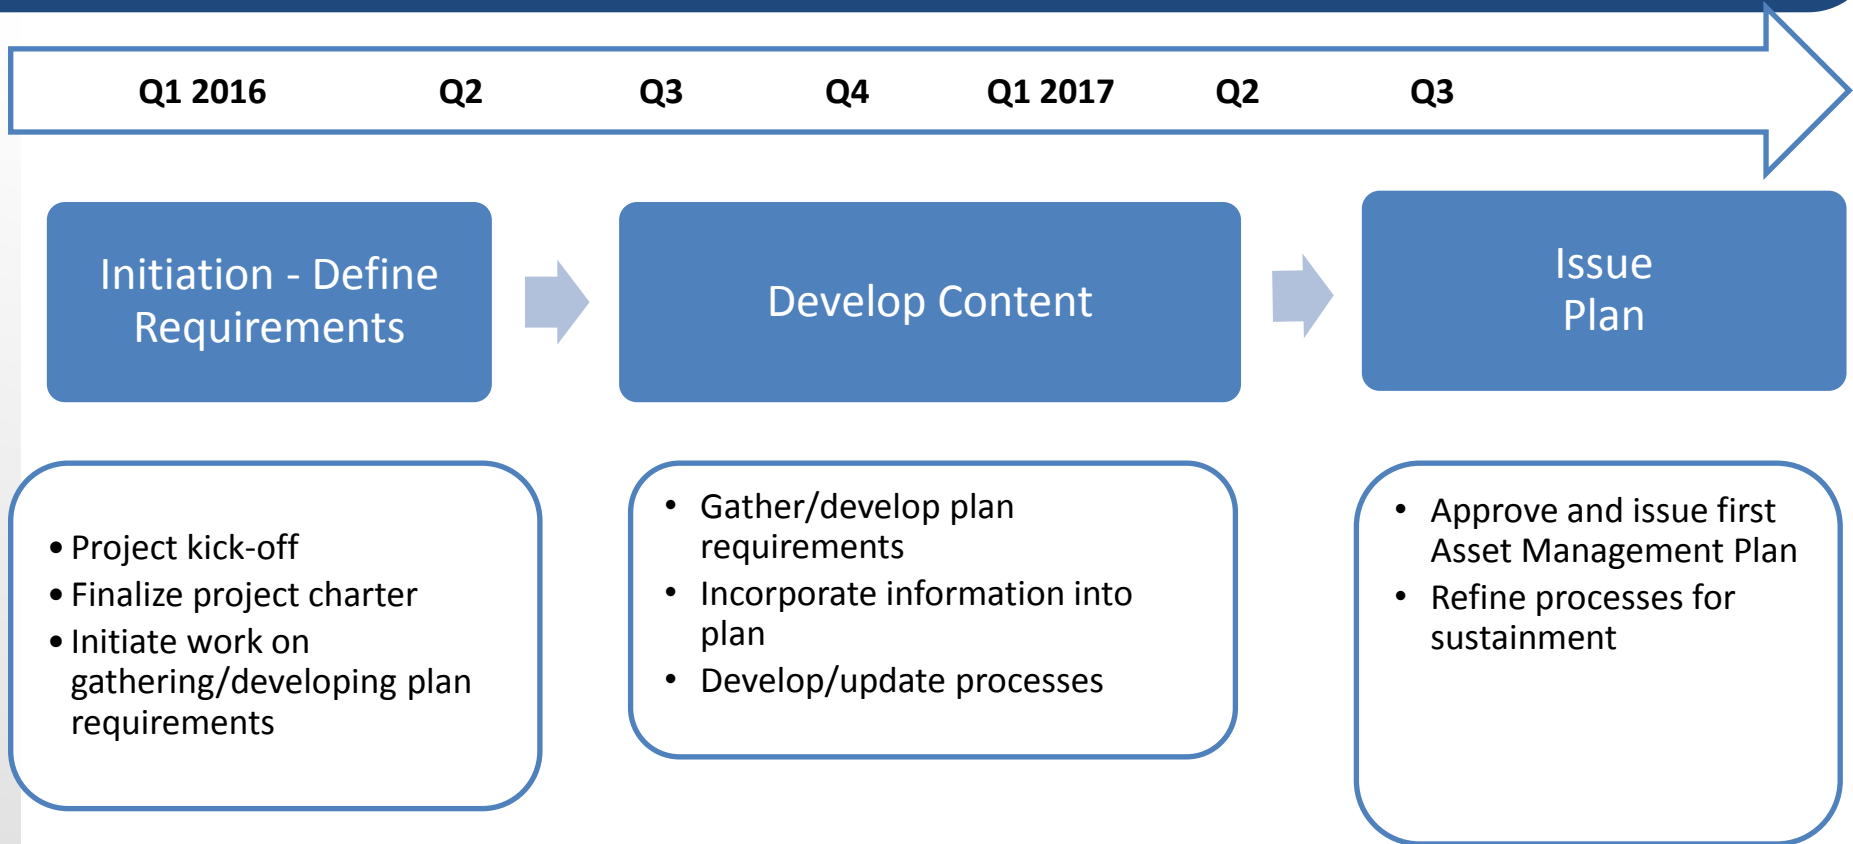 Q1 2016 Q2 Q3 Q4 Q1 2017 Q2 Q3
Initiation - Define
Requirements
Develop Content
Issue
Plan
• Project kick-off
• Finalize project charter
• Initiate work on
gathering/developing plan
requirements
• Gather/develop plan
requirements
• Incorporate information into
plan
• Develop/update processes
• Approve and issue first
Asset Management Plan
• Refine processes for
sustainment